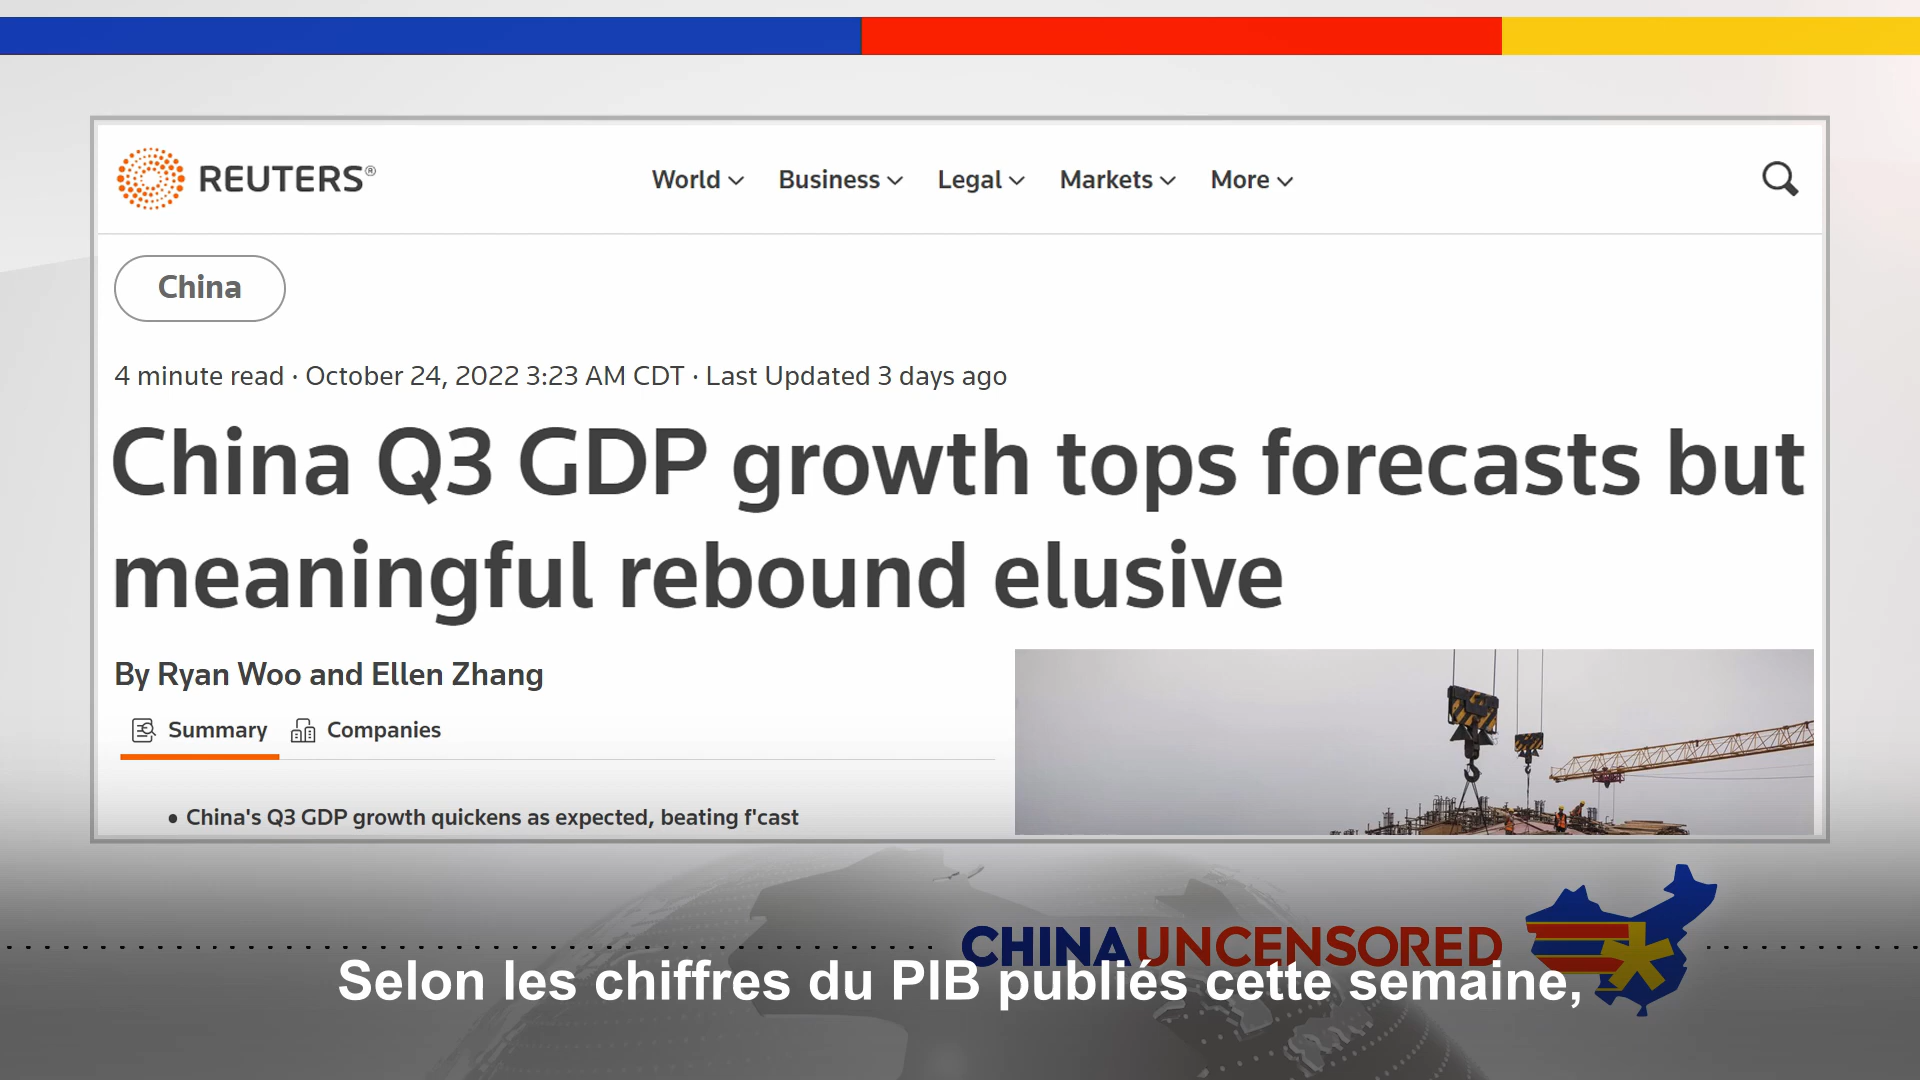 REUTERS®
World Business Legal Markets More
China
4 minute read · October 24, 2022 3:23 AM CDT · Last Updated 3 days ago
China Q3 GDP growth tops forecasts but
meaningful rebound elusive
By Ryan Woo and Ellen Zhang
Summary Companies
• China's Q3 GDP growth quickens as expected, beating f'cast
CHINA UNCENSORED
Selon les chiffres du PIB publiés cette semaine,